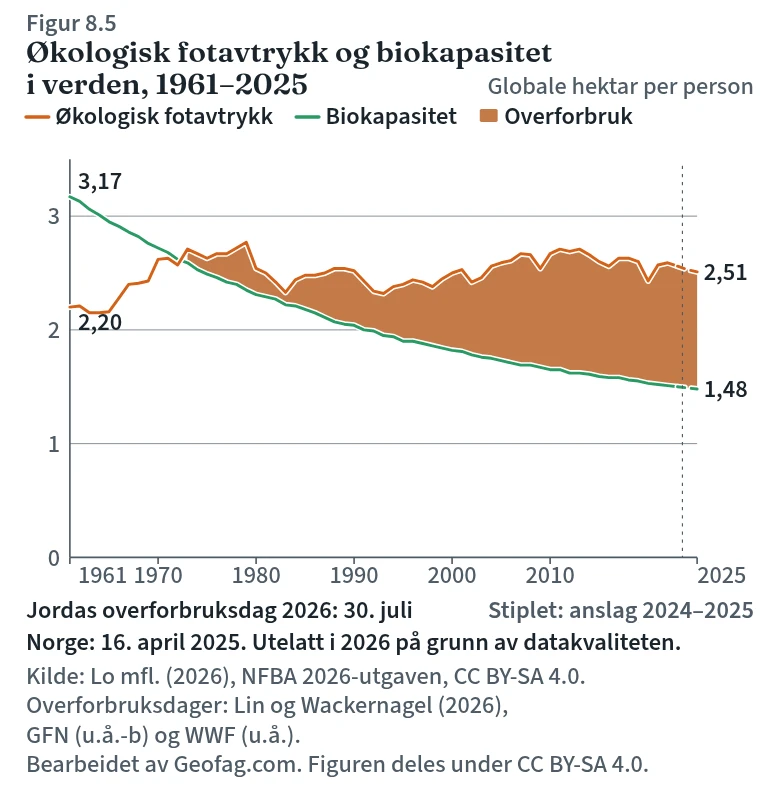 Figur 8.5
Økologisk fotavtrykk og biokapasitet
i verden, 1961–2025
Globale hektar per person
Økologisk fotavtrykk
Biokapasitet
Overforbruk
3,17
3
2,51
2,20
2
1,48
1
0
1961 1970 1980 1990 2000 2010 2025
Jordas overforbruksdag 2026: 30. juli
Stiplet: anslag 2024–2025
Norge: 16. april 2025. Utelatt i 2026 på grunn av datakvaliteten.
Kilde: Lo mfl. (2026), NFBA 2026-utgaven, CC BY-SA 4.0.
Overforbruksdager: Lin og Wackernagel (2026),
GFN (u.å.-b) og WWF (u.å.).
Bearbeidet av Geofag.com. Figuren deles under CC BY-SA 4.0.